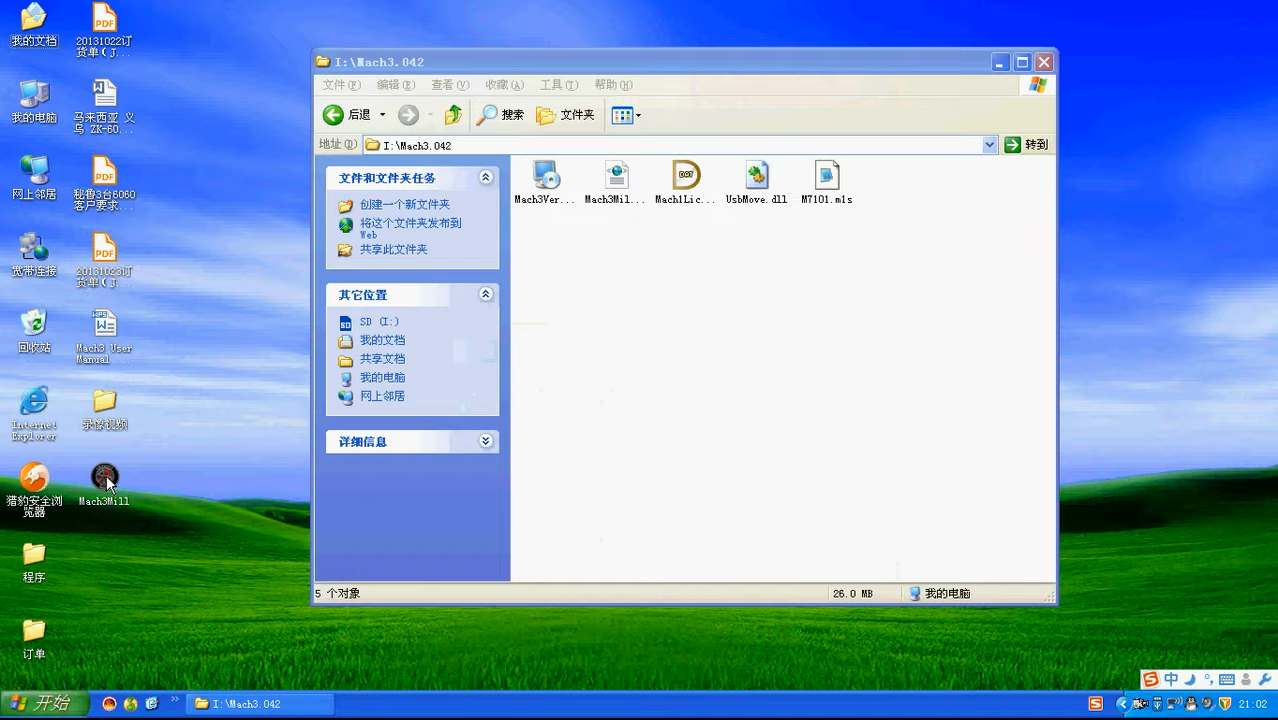 我的文档
20131022订
货单(J...
我的电脑
马来西亚 义
乌 ZK-60...
网上邻居
秘鲁3台6060
客户要求...
宽带连接
20131023订
货单(J...
回收站
Mach3 User
Manual ...
Internet
Explorer
录像视频
猎豹安全浏
览器
Mach3Mill
程序
订单
I:\Mach3.042
文件(F)
编辑(E)
查看(V)
收藏(A)
工具(T)
帮助(H)
后退
搜索
文件夹
地址(D)
I:\Mach3.042
转到
文件和文件夹任务
创建一个新文件夹
将这个文件夹发布到
Web
共享此文件夹
其它位置
SD (I:)
我的文档
共享文档
我的电脑
网上邻居
详细信息
Mach3Ver...
Mach3Mil...
DOT
Mach1Lic...
UsbMove.dll
M7101.m1s
5 个对象
26.0 MB
我的电脑
开始
I:\Mach3.042
中
21:02